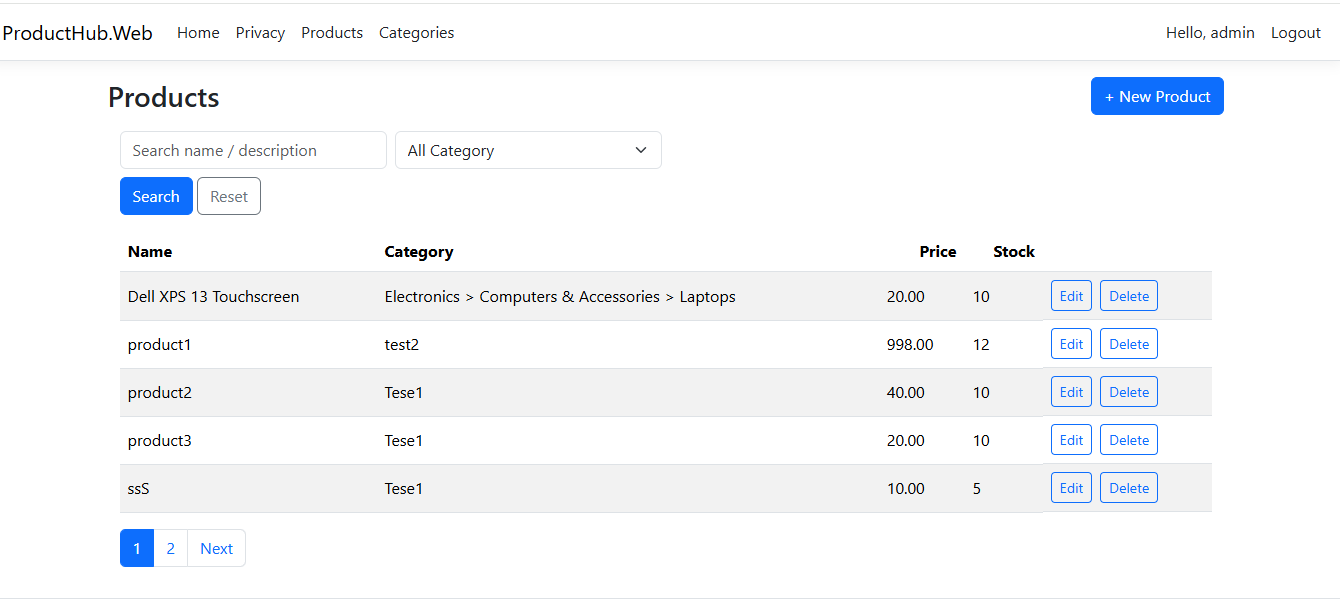 ProductHub.Web Home Privacy Products Categories Hello, admin Logout
Products + New Product
Search name / description All Category
Search Reset
Name Category Price Stock
Dell XPS 13 Touchscreen Electronics > Computers & Accessories > Laptops 20.00 10 Edit Delete
product1 test2 998.00 12 Edit Delete
product2 Tese1 40.00 10 Edit Delete
product3 Tese1 20.00 10 Edit Delete
ssS Tese1 10.00 5 Edit Delete
1 2 Next